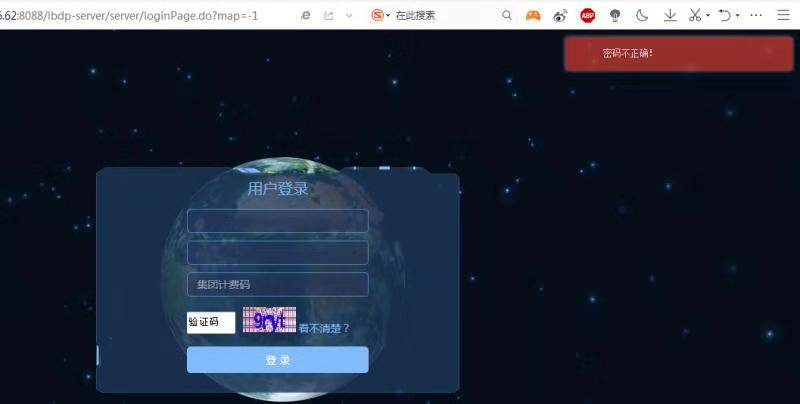 5.62:8088/lbdp-server/server/loginPage.do?map=-1
在此搜索
ABP
密码不正确!
用户登录
集团计费码
验证码 grvt 看不清楚？
登 录